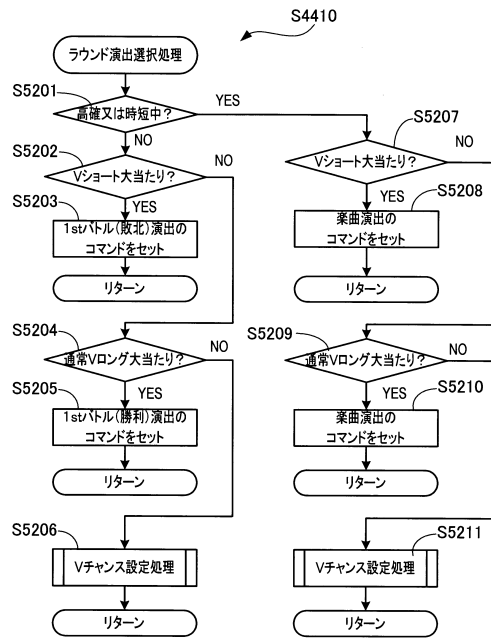 S4410
ラウンド演出選択処理
S5201
高確又は時短中？
YES
NO
S5202
Vショート大当たり？
NO
YES
S5203
1stバトル(敗北)演出の
コマンドをセット
リターン
S5204
通常Vロング大当たり？
NO
YES
S5205
1stバトル(勝利)演出の
コマンドをセット
リターン
S5206
Vチャンス設定処理
リターン
S5207
Vショート大当たり？
NO
YES
S5208
楽曲演出の
コマンドをセット
リターン
S5209
通常Vロング大当たり？
NO
YES
S5210
楽曲演出の
コマンドをセット
リターン
S5211
Vチャンス設定処理
リターン